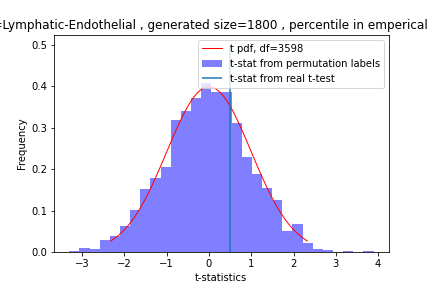 =Lymphatic-Endothelial , generated size=1800 , percentile in emperical
t pdf, df=3598
t-stat from permutation labels
t-stat from real t-test
Frequency
0.5
0.4
0.3
0.2
0.1
0.0
−3 −2 −1 0 1 2 3 4
t-statistics